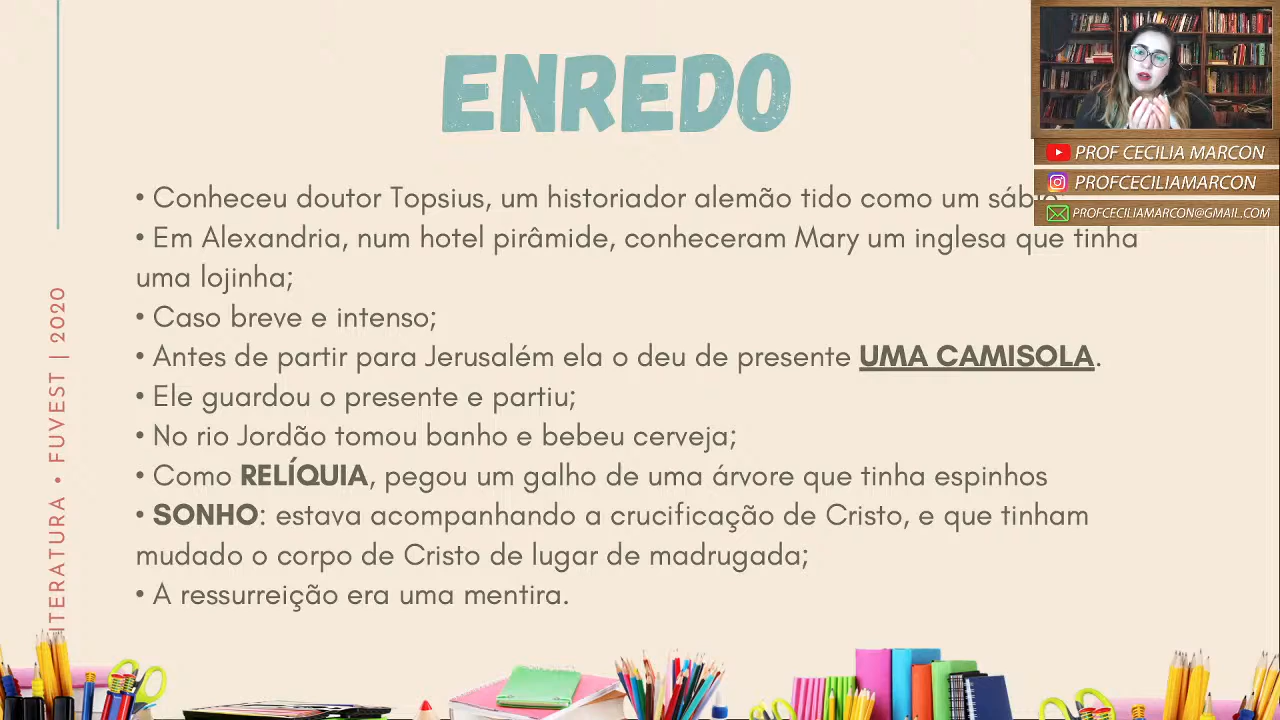 ENREDO
• Conheceu doutor Topsius, um historiador alemão tido como um
• Em Alexandria, num hotel pirâmide, conheceram Mary um inglesa que tinha
uma lojinha;
• Caso breve e intenso;
• Antes de partir para Jerusalém ela o deu de presente UMA CAMISOLA.
• Ele guardou o presente e partiu;
• No rio Jordão tomou banho e bebeu cerveja;
• Como RELÍQUIA, pegou um galho de uma árvore que tinha espinhos
• SONHO: estava acompanhando a crucificação de Cristo, e que tinham
mudado o corpo de Cristo de lugar de madrugada;
• A ressurreição era uma mentira.
PROF CECILIA MARCON
PROFCECILIAMARCON
PROFCECILIAMARCON@GMAIL.COM
ITERATURA • FUVEST | 2020